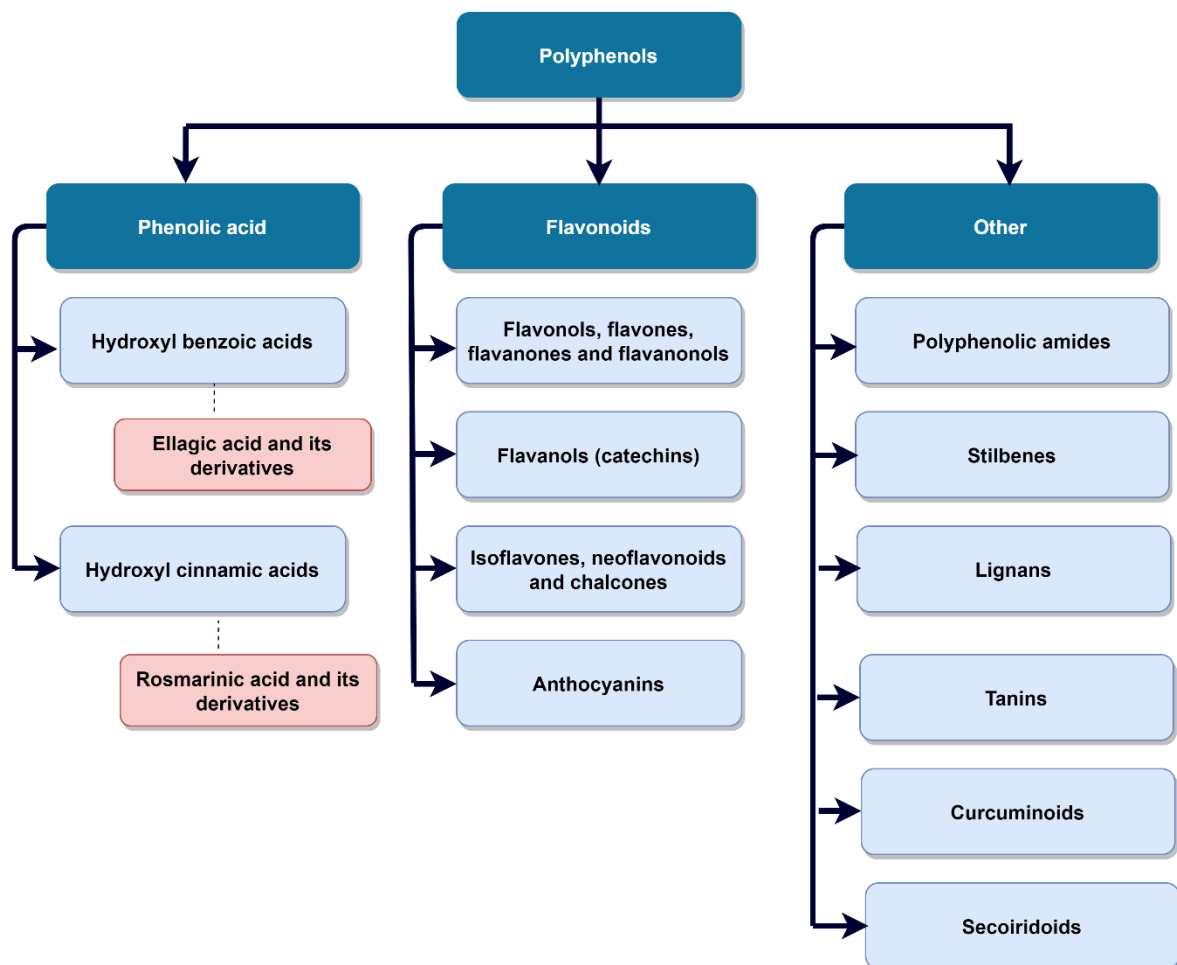 Polyphenols
Phenolic acid
Flavonoids
Other
Hydroxyl benzoic acids
Ellagic acid and its
derivatives
Hydroxyl cinnamic acids
Rosmarinic acid and its
derivatives
Flavonols, flavones,
flavanones and flavanonols
Flavanols (catechins)
Isoflavones, neoflavonoids
and chalcones
Anthocyanins
Polyphenolic amides
Stilbenes
Lignans
Tanins
Curcuminoids
Secoiridoids